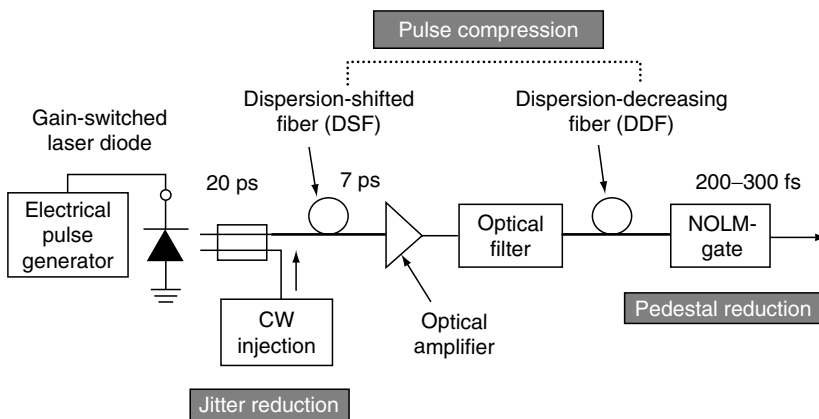 Pulse compression
Dispersion-shifted
fiber (DSF)
Dispersion-decreasing
fiber (DDF)
Gain-switched
laser diode
20 ps
7 ps
200–300 fs
Electrical
pulse
generator
Optical
filter
NOLM-
gate
CW
injection
Optical
amplifier
Pedestal reduction
Jitter reduction